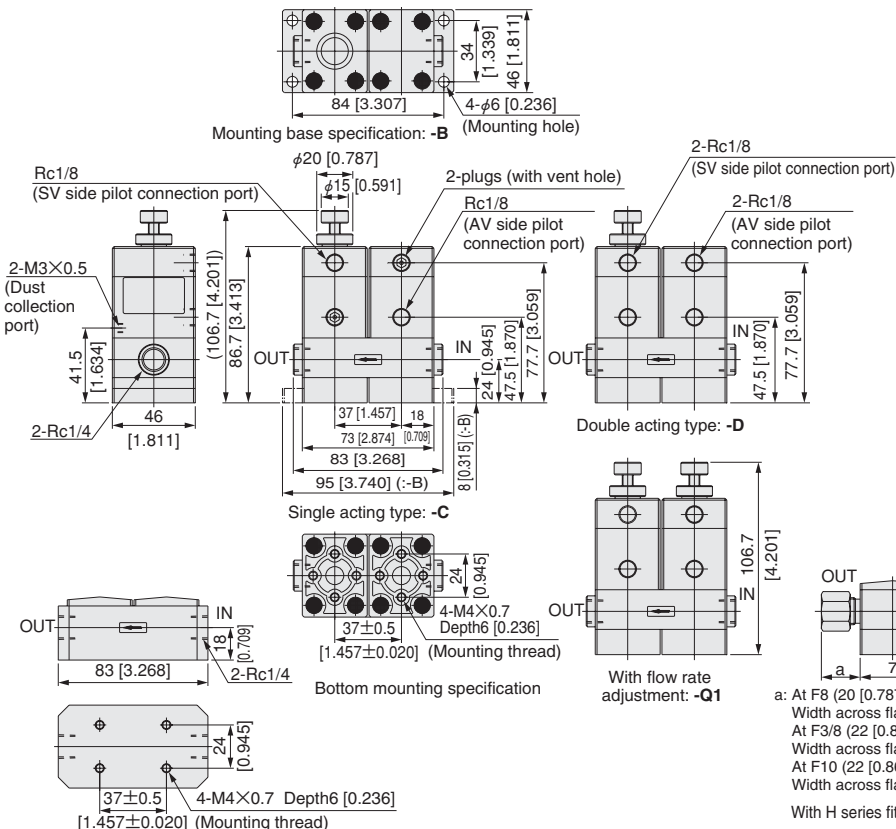 34
[1.339]
46 [1.811]
84 [3.307]
4-φ6 [0.236]
(Mounting hole)
Mounting base specification: -B
φ20 [0.787]
φ15 [0.591]
Rc1/8
(SV side pilot connection port)
2-plugs (with vent hole)
Rc1/8
(AV side pilot
connection port)
2-Rc1/8
(SV side pilot connection port)
2-Rc1/8
(AV side pilot
connection port)
2-M3×0.5
(Dust
collection
port)
41.5
[1.634]
2-Rc1/4
46
[1.811]
(106.7 [4.201])
86.7 [3.413]
OUT
IN
24 [0.945]
47.5 [1.870]
77.7 [3.059]
37 [1.457]
18
[0.709]
73 [2.874]
83 [3.268]
95 [3.740] (:-B)
8 [0.315] (:-B)
Single acting type: -C
OUT
IN
47.5 [1.870]
77.7 [3.059]
Double acting type: -D
OUT
IN
18
[0.709]
83 [3.268]
2-Rc1/4
24
[0.945]
37±0.5
[1.457±0.020]
4-M4×0.7
Depth6 [0.236]
(Mounting thread)
Bottom mounting specification
OUT
IN
106.7
[4.201]
With flow rate
adjustment: -Q1
24
[0.945]
37±0.5
[1.457±0.020]
4-M4×0.7 Depth6 [0.236]
(Mounting thread)
OUT
a
7
a: At F8 (20 [0.787
Width across fla
At F3/8 (22 [0.8
Width across fla
At F10 (22 [0.86
Width across fla
With H series fit